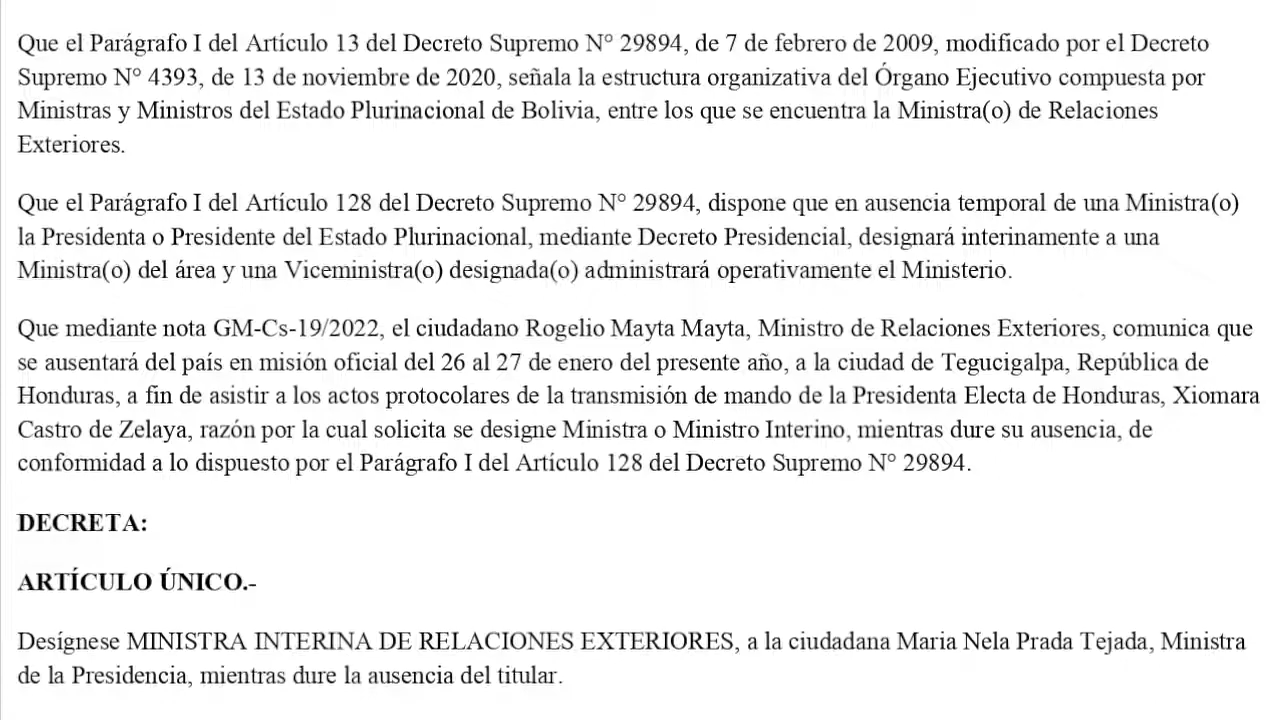 Que el Parágrafo I del Artículo 13 del Decreto Supremo N° 29894, de 7 de febrero de 2009, modificado por el Decreto
Supremo N° 4393, de 13 de noviembre de 2020, señala la estructura organizativa del Órgano Ejecutivo compuesta por
Ministras y Ministros del Estado Plurinacional de Bolivia, entre los que se encuentra la Ministra(o) de Relaciones
Exteriores.
Que el Parágrafo I del Artículo 128 del Decreto Supremo N° 29894, dispone que en ausencia temporal de una Ministra(o)
la Presidenta o Presidente del Estado Plurinacional, mediante Decreto Presidencial, designará interinamente a una
Ministra(o) del área y una Viceministra(o) designada(o) administrará operativamente el Ministerio.
Que mediante nota GM-Cs-19/2022, el ciudadano Rogelio Mayta Mayta, Ministro de Relaciones Exteriores, comunica que
se ausentará del país en misión oficial del 26 al 27 de enero del presente año, a la ciudad de Tegucigalpa, República de
Honduras, a fin de asistir a los actos protocolares de la transmisión de mando de la Presidenta Electa de Honduras, Xiomara
Castro de Zelaya, razón por la cual solicita se designe Ministra o Ministro Interino, mientras dure su ausencia, de
conformidad a lo dispuesto por el Parágrafo I del Artículo 128 del Decreto Supremo N° 29894.
DECRETA:
ARTÍCULO ÚNICO.-
Desígnese MINISTRA INTERINA DE RELACIONES EXTERIORES, a la ciudadana Maria Nela Prada Tejada, Ministra
de la Presidencia, mientras dure la ausencia del titular.